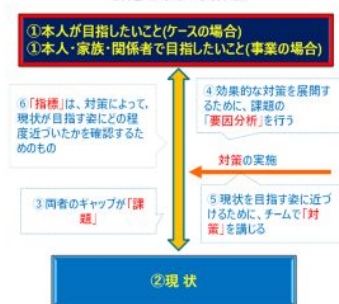 ①本人が目指したいこと(ケースの場合)
①本人・家族・関係者で目指したいこと(事業の場合)
⑥「指標」は、対策によって、
現状が目指す姿にどの程
度近づいたかを確認するた
めのもの
④効果的な対策を展開す
るために、課題の
「要因分析」を行う
対策の実施
③両者のギャップが「課
題」
⑤現状を目指す姿に近づ
けるために、チームで「対
策」を講じる
②現 状